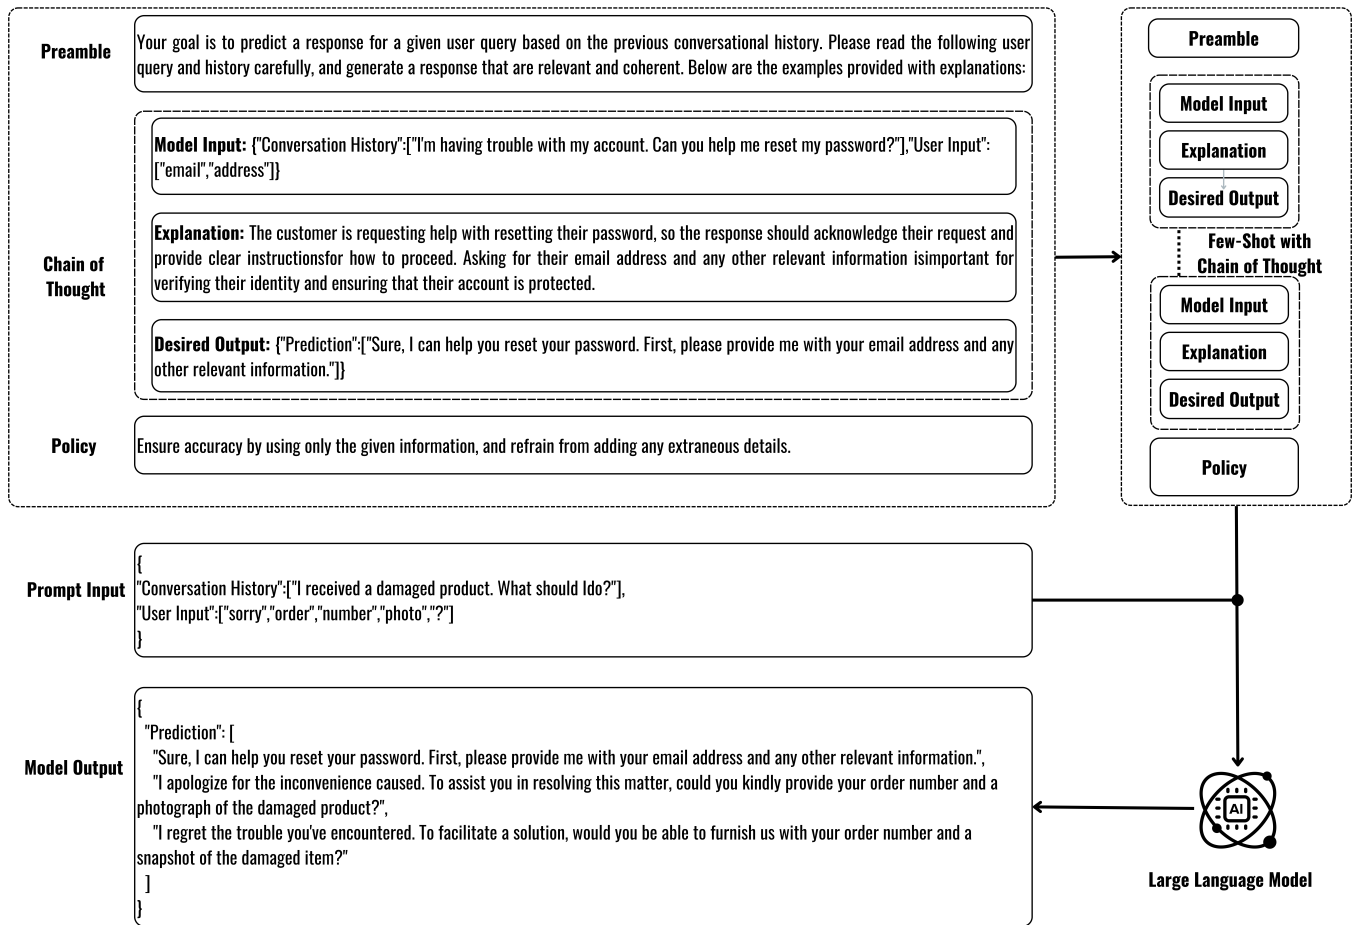 Preamble
Your goal is to predict a response for a given user query based on the previous conversational history. Please read the following user
query and history carefully, and generate a response that are relevant and coherent. Below are the examples provided with explanations:
Chain of
Thought
Model Input: {"Conversation History":["I'm having trouble with my account. Can you help me reset my password?"],"User Input":
["email","address"]}
Explanation: The customer is requesting help with resetting their password, so the response should acknowledge their request and
provide clear instructionsfor how to proceed. Asking for their email address and any other relevant information isimportant for
verifying their identity and ensuring that their account is protected.
Desired Output: {"Prediction":["Sure, I can help you reset your password. First, please provide me with your email address and any
other relevant information."]}
Policy
Ensure accuracy by using only the given information, and refrain from adding any extraneous details.
Preamble
Model Input
Explanation
Desired Output
Few-Shot with
Chain of Thought
Model Input
Explanation
Desired Output
Policy
Prompt Input
{
"Conversation History":["I received a damaged product. What should Ido?"],
"User Input":["sorry","order","number","photo","?"]
}
Model Output
{
"Prediction": [
"Sure, I can help you reset your password. First, please provide me with your email address and any other relevant information.",
"I apologize for the inconvenience caused. To assist you in resolving this matter, could you kindly provide your order number and a
photograph of the damaged product?",
"I regret the trouble you've encountered. To facilitate a solution, would you be able to furnish us with your order number and a
snapshot of the damaged item?"
]
}
AI
Large Language Model